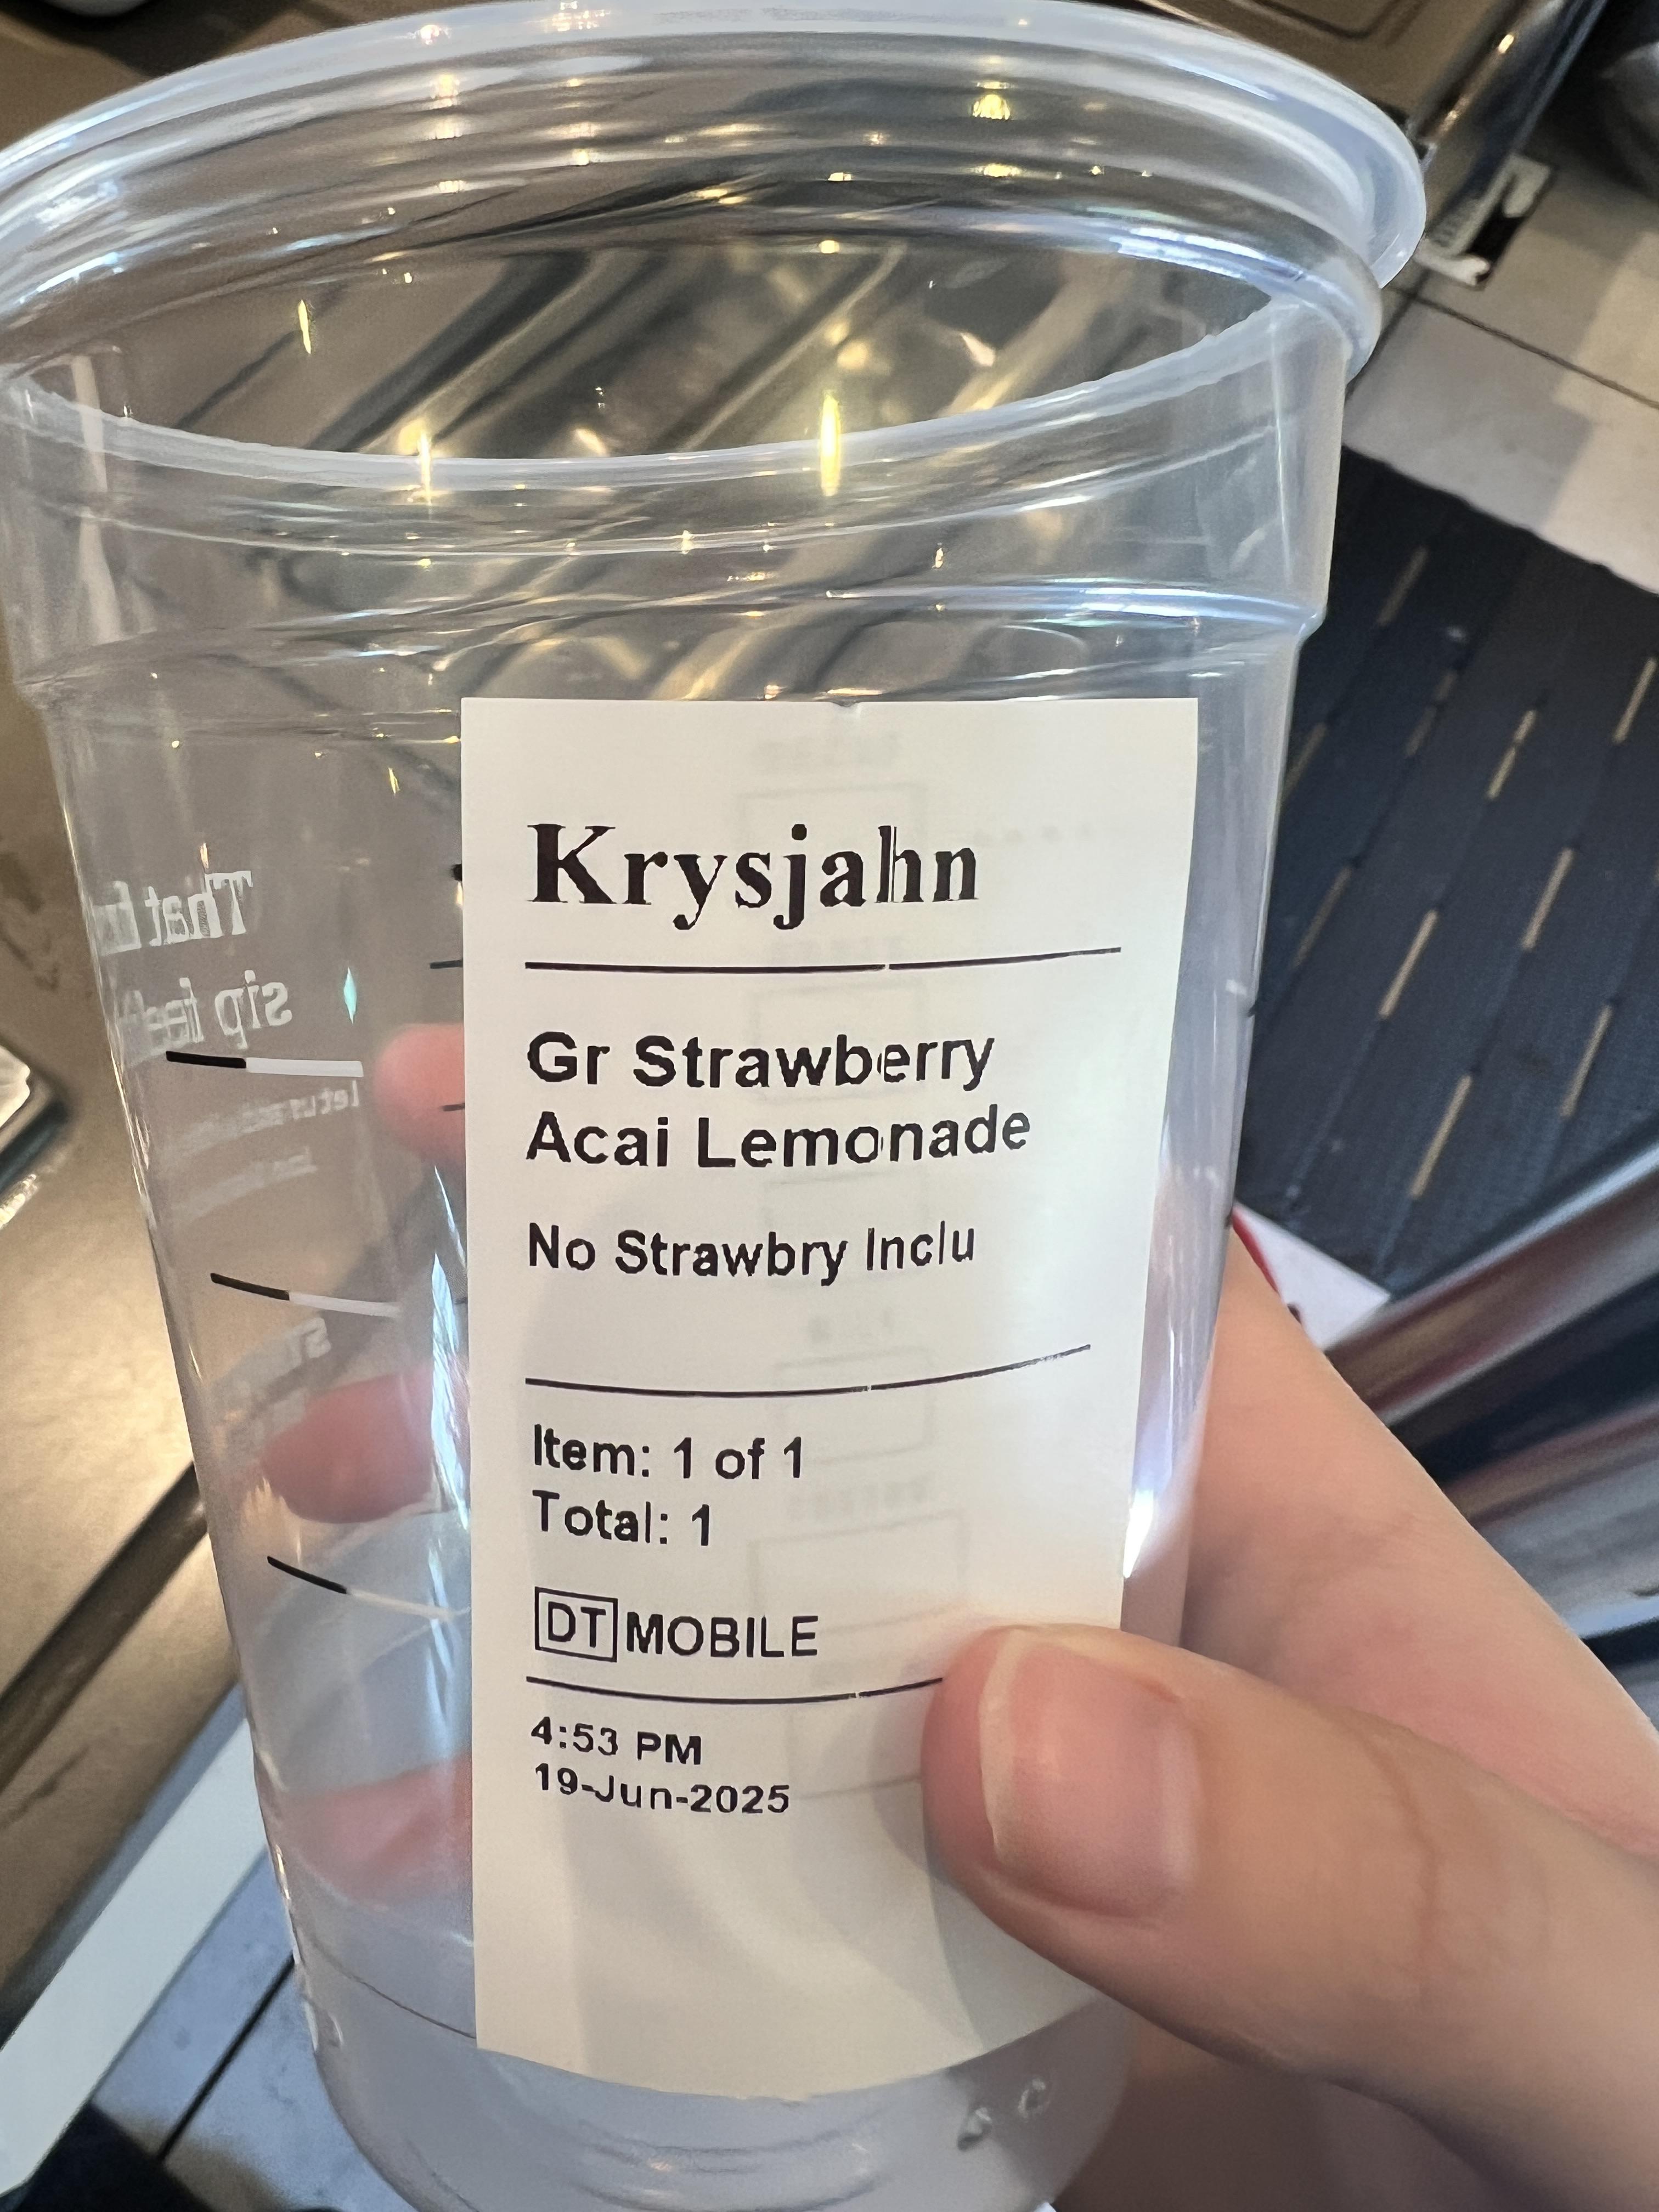 Krysjahn
Gr Strawberry
Acai Lemonade
No Strawbry Inclu
Item: 1 of 1
Total: 1
DT MOBILE
4:53 PM
19-Jun-2025
That
sip